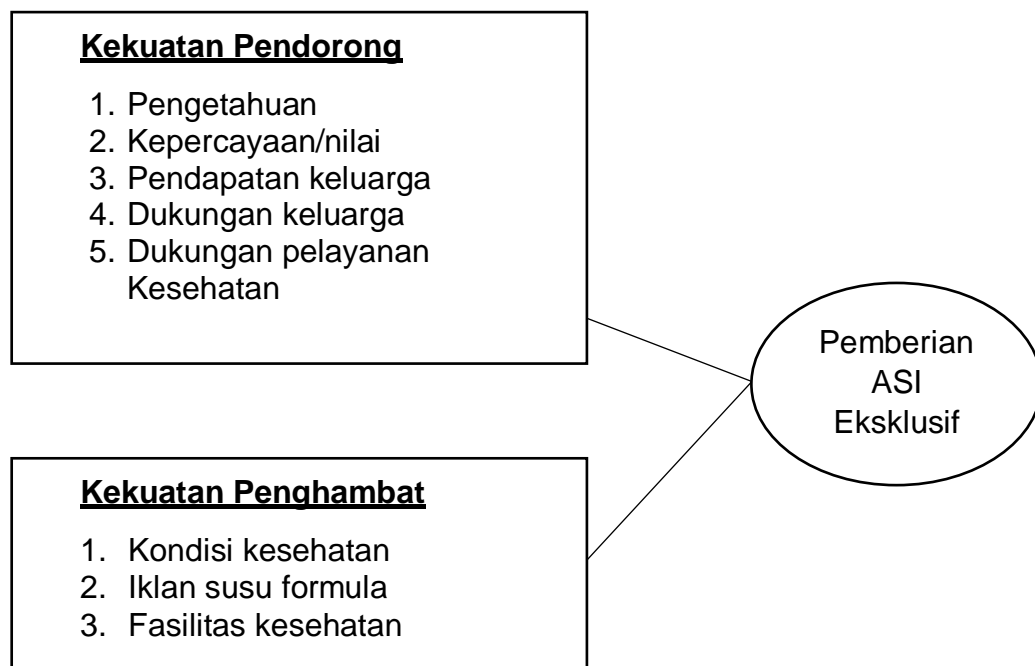 Kekuatan Pendorong
1. Pengetahuan
2. Kepercayaan/nilai
3. Pendapatan keluarga
4. Dukungan keluarga
5. Dukungan pelayanan
Kesehatan
Pemberian
ASI
Eksklusif
Kekuatan Penghambat
1. Kondisi kesehatan
2. Iklan susu formula
3. Fasilitas kesehatan